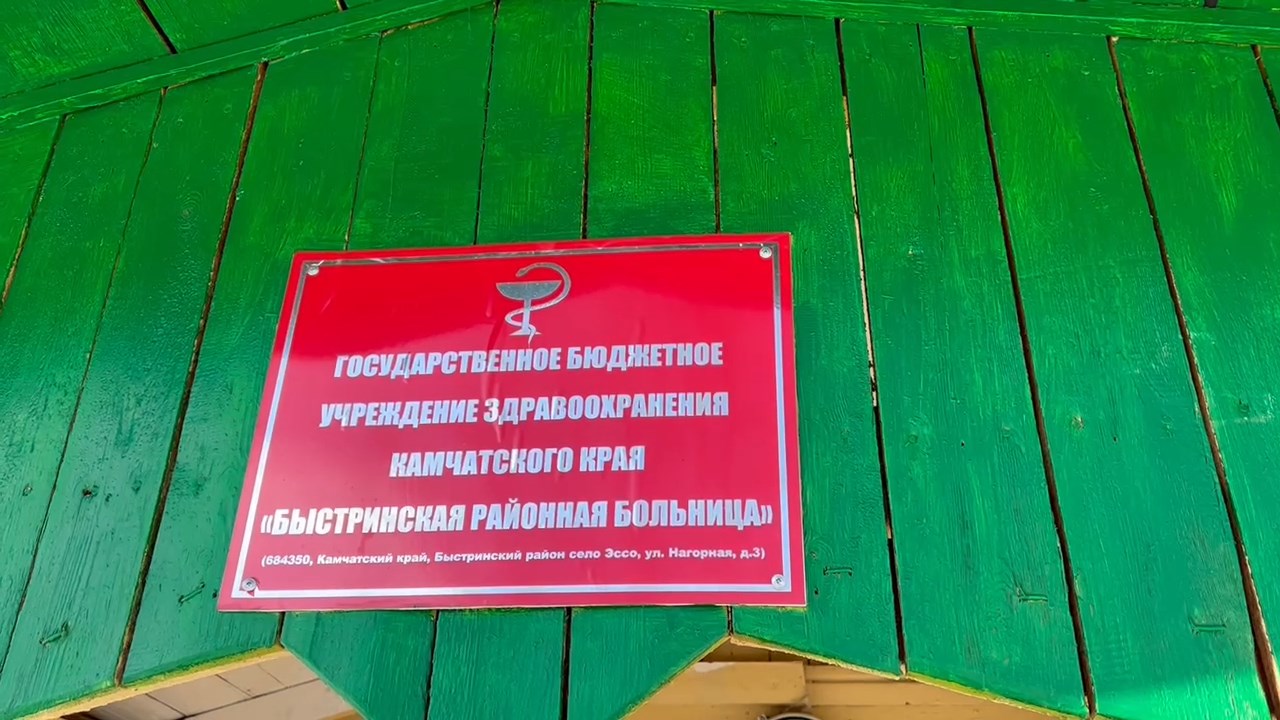 ГОСУДАРСТВЕННОЕ БЮДЖЕТНОЕ
УЧРЕЖДЕНИЕ ЗДРАВООХРАНЕНИЯ
КАМЧАТСКОГО КРАЯ
«БЫСТРИНСКАЯ РАЙОННАЯ БОЛЬНИЦА»
(684350, Камчатский край, Быстринский район село Эссо, ул. Нагорная, д.3)